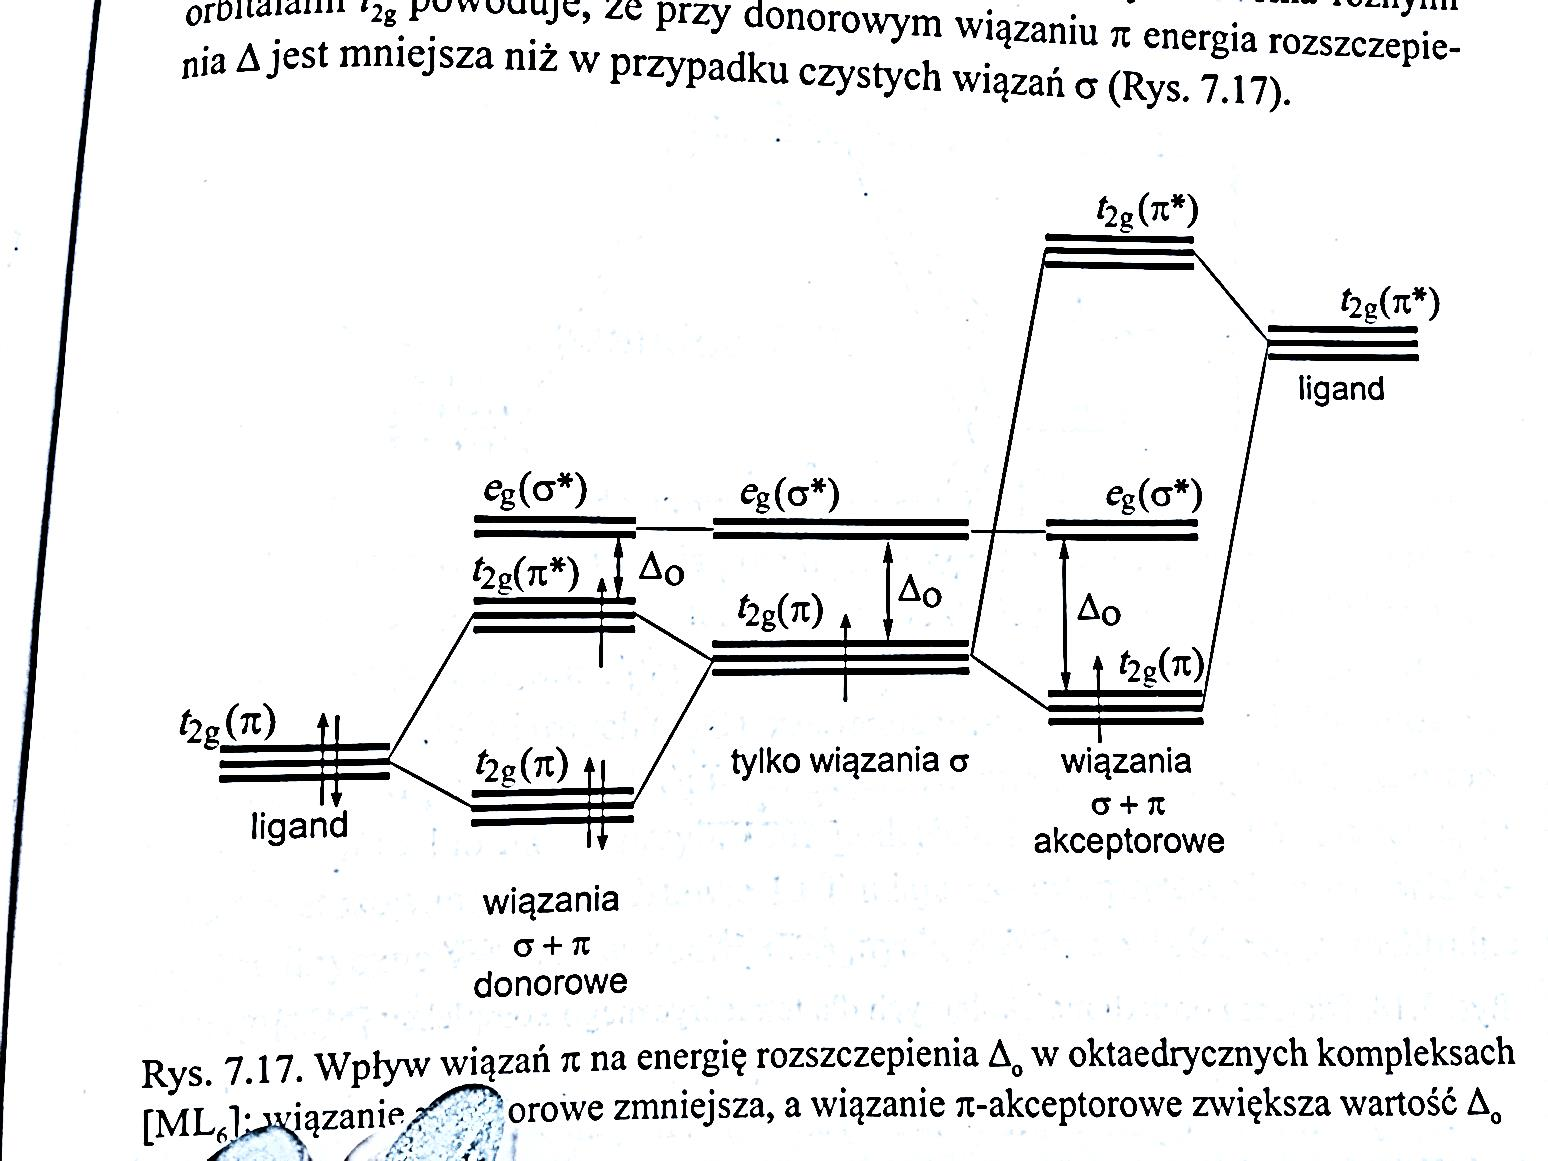 orbitalami t2g powoduje, że przy donorowym wiązaniu π energia rozszczepie-
nia Δ jest mniejsza niż w przypadku czystych wiązań σ (Rys. 7.17).
t2g(π*)
t2g(π*)
ligand
eg(σ*)
eg(σ*)
eg(σ*)
t2g(π*)
Δo
t2g(π)
Δo
Δo
t2g(π)
t2g(π)
ligand
t2g(π)
tylko wiązania σ
wiązania
σ + π
akceptorowe
wiązania
σ + π
donorowe
Rys. 7.17. Wpływ wiązań π na energię rozszczepienia Δo w oktaedrycznych kompleksach
[ML6]: wiązanie orowe zmniejsza, a wiązanie π-akceptorowe zwiększa wartość Δo